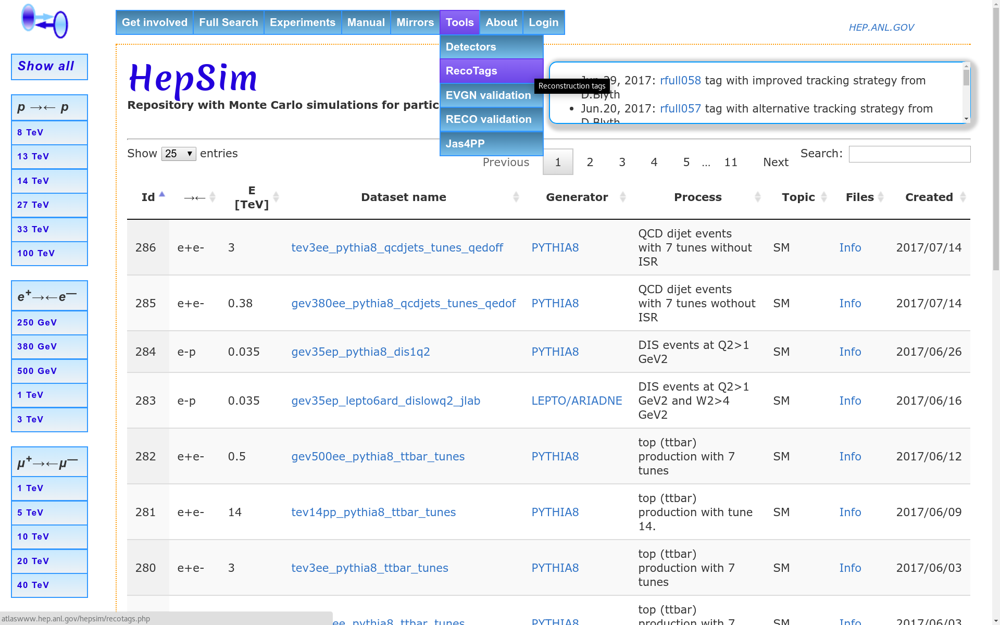 Get involved Full Search Experiments Manual Mirrors Tools About Login
HEP.ANL.GOV
Detectors
RecoTags
EVGN validation
RECO validation
Jas4PP
Reconstruction tags
Show all
p →← p
8 TeV
13 TeV
14 TeV
27 TeV
33 TeV
100 TeV
e+→←e—
250 GeV
380 GeV
500 GeV
1 TeV
3 TeV
μ+→←μ—
1 TeV
5 TeV
10 TeV
20 TeV
40 TeV
HepSim
Repository with Monte Carlo simulations for partic
29, 2017: rfull058 tag with improved tracking strategy from
D.Blyth
• Jun.20, 2017: rfull057 tag with alternative tracking strategy from
D.Blyth
Show 25 entries
Previous 1 2 3 4 5 … 11 Next
Search:
Id →← E [TeV] Dataset name Generator Process Topic Files Created
286 e+e- 3 tev3ee_pythia8_qcdjets_tunes_qedoff PYTHIA8 QCD dijet events with 7 tunes without ISR SM Info 2017/07/14
285 e+e- 0.38 gev380ee_pythia8_qcdjets_tunes_qedof PYTHIA8 QCD dijet events with 7 tunes wothout ISR SM Info 2017/07/14
284 e-p 0.035 gev35ep_pythia8_dis1q2 PYTHIA8 DIS events at Q2>1 GeV2 SM Info 2017/06/26
283 e-p 0.035 gev35ep_lepto6ard_dislowq2_jlab LEPTO/ARIADNE DIS events at Q2>1 GeV2 and W2>4 GeV2 SM Info 2017/06/16
282 e+e- 0.5 gev500ee_pythia8_ttbar_tunes PYTHIA8 top (ttbar) production with 7 tunes SM Info 2017/06/12
281 e+e- 14 tev14pp_pythia8_ttbar_tunes PYTHIA8 top (ttbar) production with tune 14. SM Info 2017/06/09
280 e+e- 3 tev3ee_pythia8_ttbar_tunes PYTHIA8 top (ttbar) production with 7 tunes SM Info 2017/06/03
ee_pythia8_ttbar_tunes PYTHIA8 top (ttbar) production with 7 SM Info 2017/06/03
atlaswww.hep.anl.gov/hepsim/recotags.php